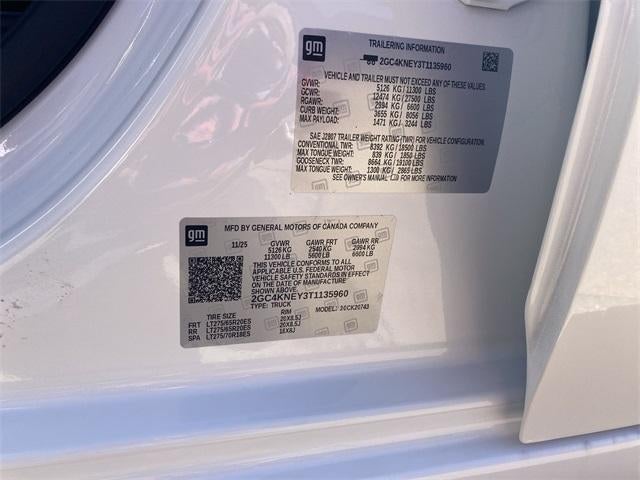 gm
TRAILERING INFORMATION
2GC4KNEY3T1135960
VEHICLE AND TRAILER MUST NOT EXCEED ANY OF THESE VALUES.
GVWR: 5126 KG/11300 LBS
GCWR: 12474 KG/27500 LBS
RGAWR: 2994 KG/ 6600 LBS
CURB WEIGHT: 3655 KG/ 8056 LBS
MAX PAYLOAD: 1471 KG/ 3244 LBS
SAE J2807 TRAILER WEIGHT RATING (TWR) FOR VEHICLE CONFIGURATION.
CONVENTIONAL TWR: 8392 KG/18500 LBS
MAX TONGUE WEIGHT: 839 KG/ 1850 LBS
GOOSENECK TWR: 8664 KG/19100 LBS
MAX TONGUE WEIGHT: 1300 KG/ 2865 LBS
SEE OWNER'S MANUAL FOR MORE INFORMATION.
gm
MFD BY GENERAL MOTORS OF CANADA COMPANY
11/25 GVWR GAWR FRT GAWR RR
5126 KG 2540 KG 2994 KG
11300 LB 5600 LB 6600 LB
THIS VEHICLE CONFORMS TO ALL
APPLICABLE U.S. FEDERAL MOTOR
VEHICLE SAFETY STANDARDS IN EFFECT
ON THE DATE OF MANUFACTURE
SHOWN ABOVE.
2GC4KNEY3T1135960
TYPE: TRUCK MODEL: 20743
TIRE SIZE RIM
FRT LT275/65R20ES 20X8.5J
RR LT275/65R20ES 20X8.5J
SPA LT275/70R18ES 18X8J